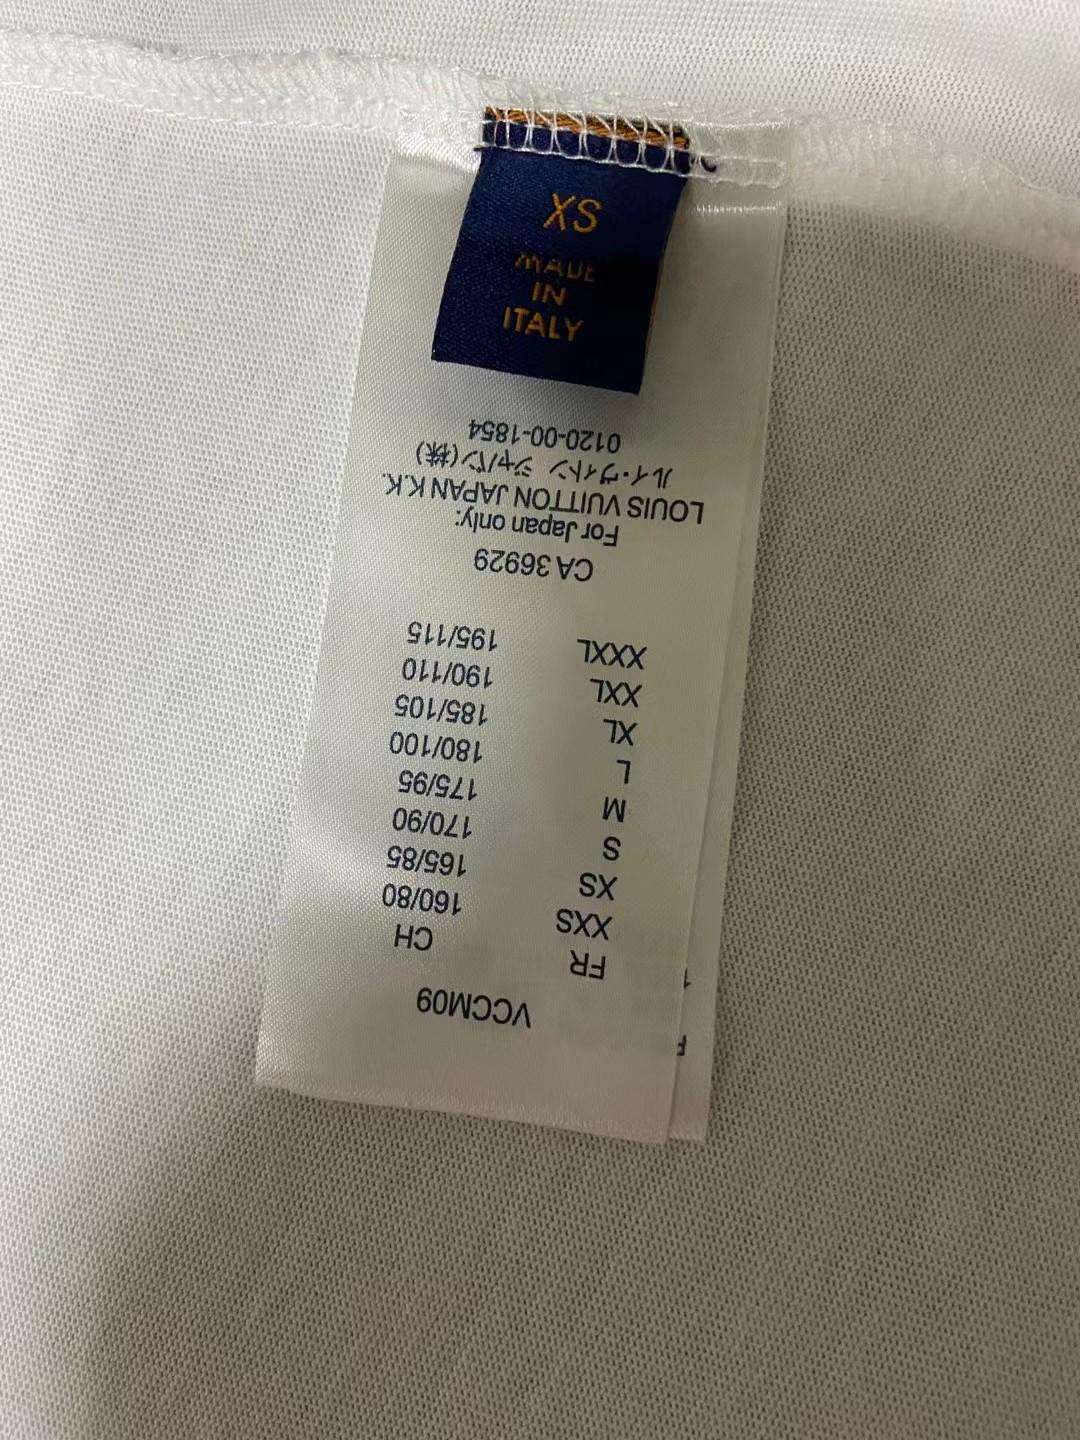 XS
MADE
IN
ITALY
VCCM09
FR CH
XXS 160/80
XS 165/85
S 170/90
M 175/95
L 180/100
XL 185/105
XXL 190/110
XXXL 195/115
CA 36929
For Japan only:
LOUIS VUITTON JAPAN K.K.
ルイ・ヴィトン ジャパン(株)
0120-00-1854